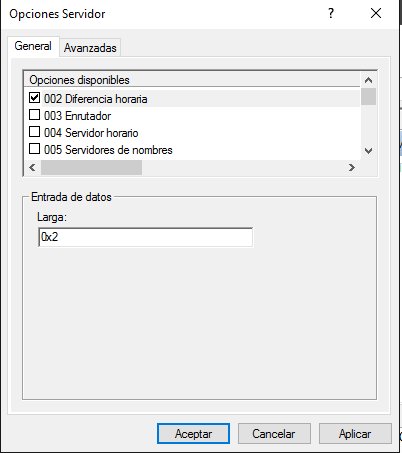 Opciones Servidor
? ×
General Avanzadas
Opciones disponibles
002 Diferencia horaria
003 Enrutador
004 Servidor horario
005 Servidores de nombres
Entrada de datos
Larga:
0x2
Aceptar Cancelar Aplicar